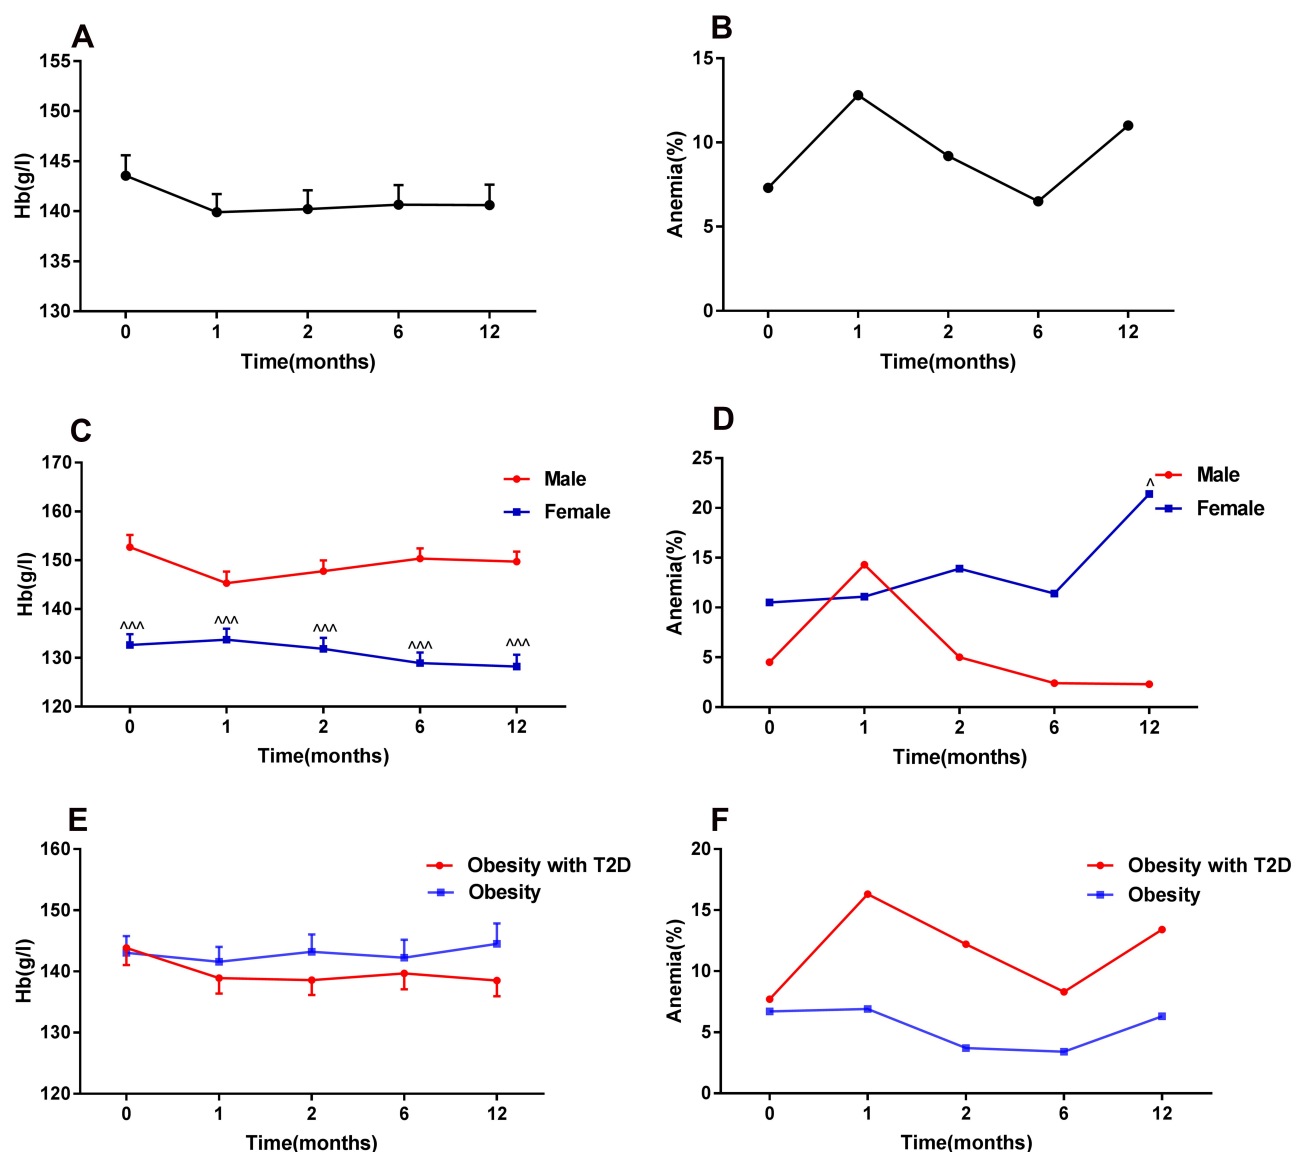 A
155
150
145
140
135
130
Hb(g/l)
0 1 2 6 12
Time(months)
B
15
10
5
0
Anemia(%)
0 1 2 6 12
Time(months)
C
170
160
150
140
130
120
Hb(g/l)
Male
Female
^^^ ^^^ ^^^ ^^^ ^^^
0 1 2 6 12
Time(months)
D
25
20
15
10
5
0
Anemia(%)
^
Male
Female
0 1 2 6 12
Time(months)
E
160
150
140
130
120
Hb(g/l)
Obesity with T2D
Obesity
0 1 2 6 12
Time(months)
F
20
15
10
5
0
Anemia(%)
Obesity with T2D
Obesity
0 1 2 6 12
Time(months)